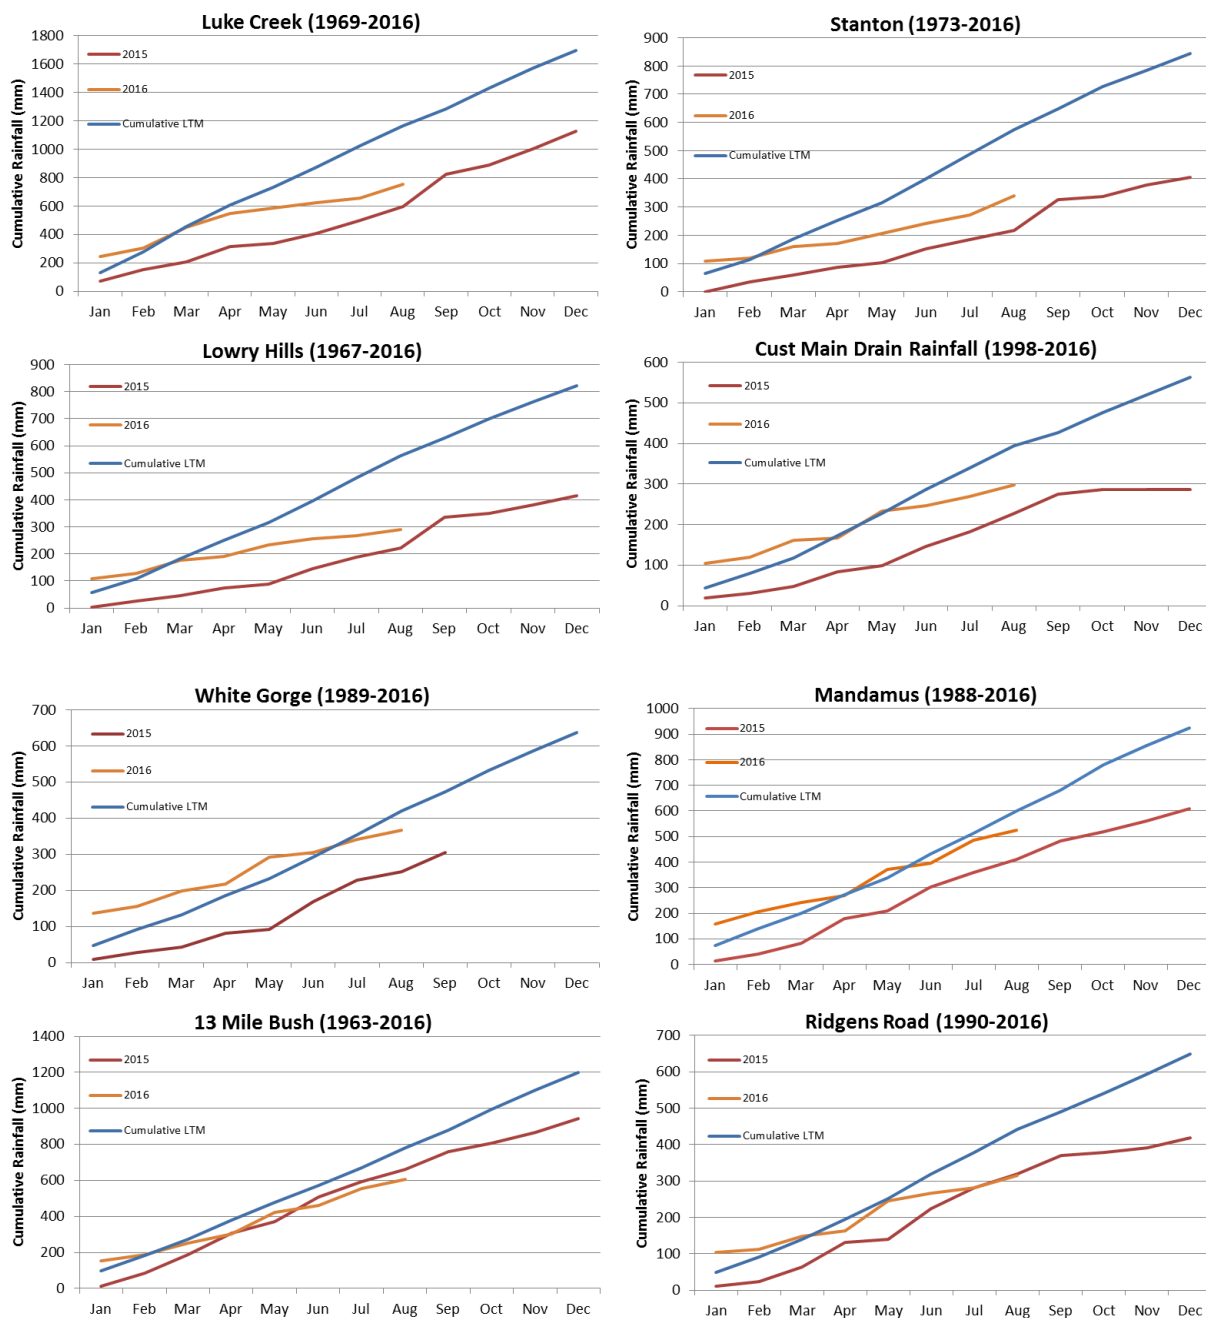 Luke Creek (1969-2016)
Cumulative Rainfall (mm)
1800
1600
1400
1200
1000
800
600
400
200
0
2015
2016
Cumulative LTM
Jan Feb Mar Apr May Jun Jul Aug Sep Oct Nov Dec
Stanton (1973-2016)
Cumulative Rainfall (mm)
900
800
700
600
500
400
300
200
100
0
2015
2016
Cumulative LTM
Jan Feb Mar Apr May Jun Jul Aug Sep Oct Nov Dec
Lowry Hills (1967-2016)
Cumulative Rainfall (mm)
900
800
700
600
500
400
300
200
100
0
2015
2016
Cumulative LTM
Jan Feb Mar Apr May Jun Jul Aug Sep Oct Nov Dec
Cust Main Drain Rainfall (1998-2016)
Cumulative Rainfall (mm)
600
500
400
300
200
100
0
2015
2016
Cumulative LTM
Jan Feb Mar Apr May Jun Jul Aug Sep Oct Nov Dec
White Gorge (1989-2016)
Cumulative Rainfall (mm)
700
600
500
400
300
200
100
0
2015
2016
Cumulative LTM
Jan Feb Mar Apr May Jun Jul Aug Sep Oct Nov Dec
Mandamus (1988-2016)
Cumulative Rainfall (mm)
1000
900
800
700
600
500
400
300
200
100
0
2015
2016
Cumulative LTM
Jan Feb Mar Apr May Jun Jul Aug Sep Oct Nov Dec
13 Mile Bush (1963-2016)
Cumulative Rainfall (mm)
1400
1200
1000
800
600
400
200
0
2015
2016
Cumulative LTM
Jan Feb Mar Apr May Jun Jul Aug Sep Oct Nov Dec
Ridgens Road (1990-2016)
Cumulative Rainfall (mm)
700
600
500
400
300
200
100
0
2015
2016
Cumulative LTM
Jan Feb Mar Apr May Jun Jul Aug Sep Oct Nov Dec